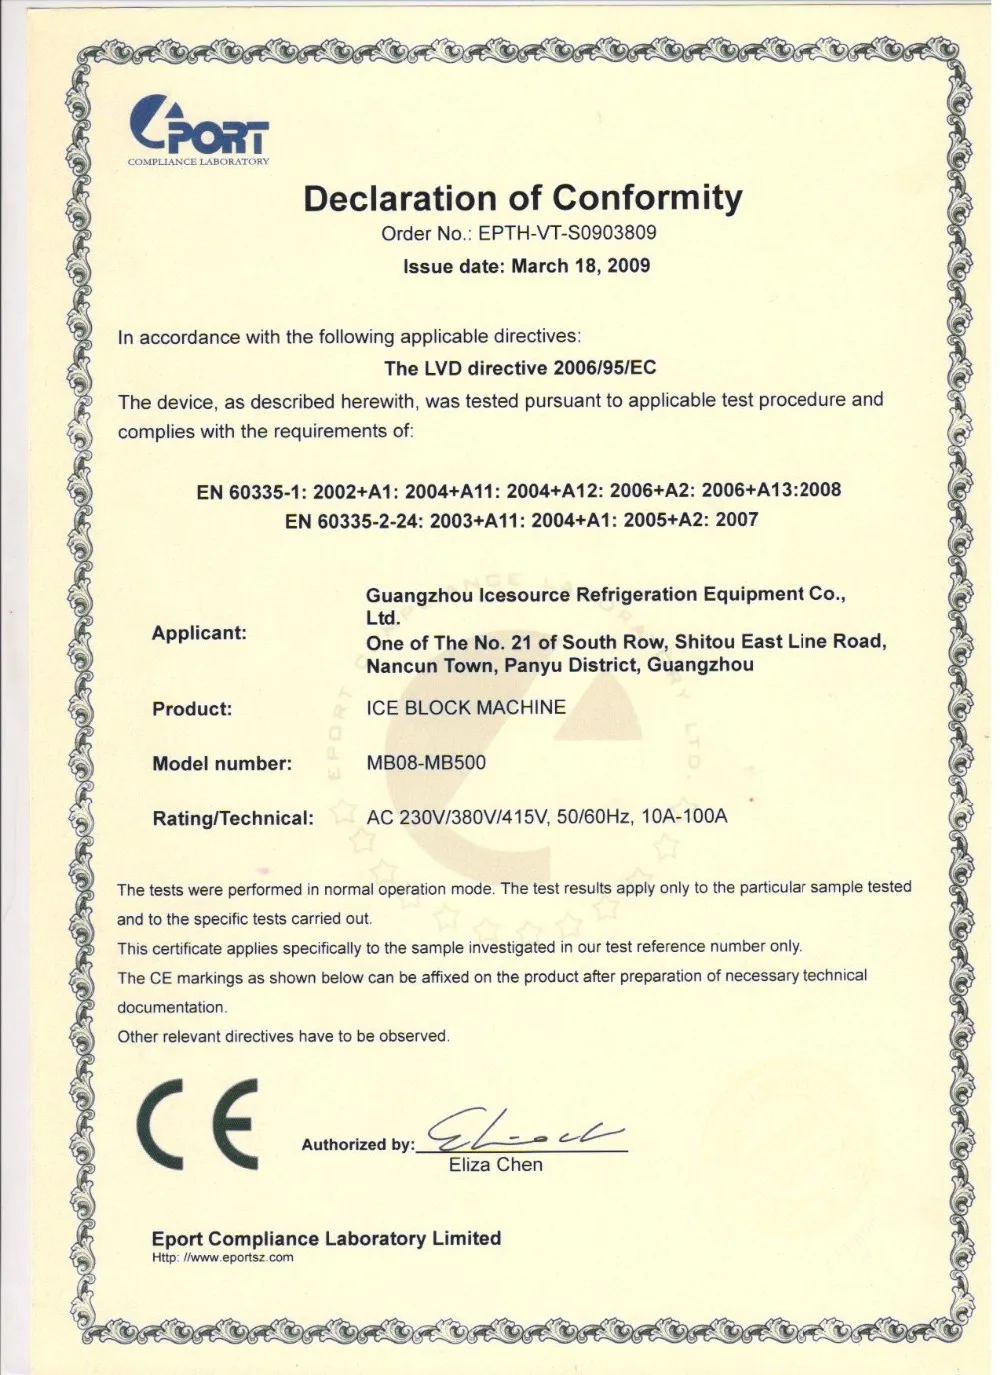 ePORT
COMPLIANCE LABORATORY
Declaration of Conformity
Order No.: EPTH-VT-S0903809
Issue date: March 18, 2009
In accordance with the following applicable directives:
The LVD directive 2006/95/EC
The device, as described herewith, was tested pursuant to applicable test procedure and
complies with the requirements of:
EN 60335-1: 2002+A1: 2004+A11: 2004+A12: 2006+A2: 2006+A13:2008
EN 60335-2-24: 2003+A11: 2004+A1: 2005+A2: 2007
EPORT COMPLIANCE LABORATORY LTD.
Applicant:
Guangzhou Icesource Refrigeration Equipment Co.,
Ltd.
One of The No. 21 of South Row, Shitou East Line Road,
Nancun Town, Panyu District, Guangzhou
Product: ICE BLOCK MACHINE
Model number: MB08-MB500
Rating/Technical: AC 230V/380V/415V, 50/60Hz, 10A-100A
The tests were performed in normal operation mode. The test results apply only to the particular sample tested
and to the specific tests carried out.
This certificate applies specifically to the sample investigated in our test reference number only.
The CE markings as shown below can be affixed on the product after preparation of necessary technical
documentation.
Other relevant directives have to be observed.
CE
Authorized by:
Eliza Chen
Eport Compliance Laboratory Limited
Http: //www.eportsz.com